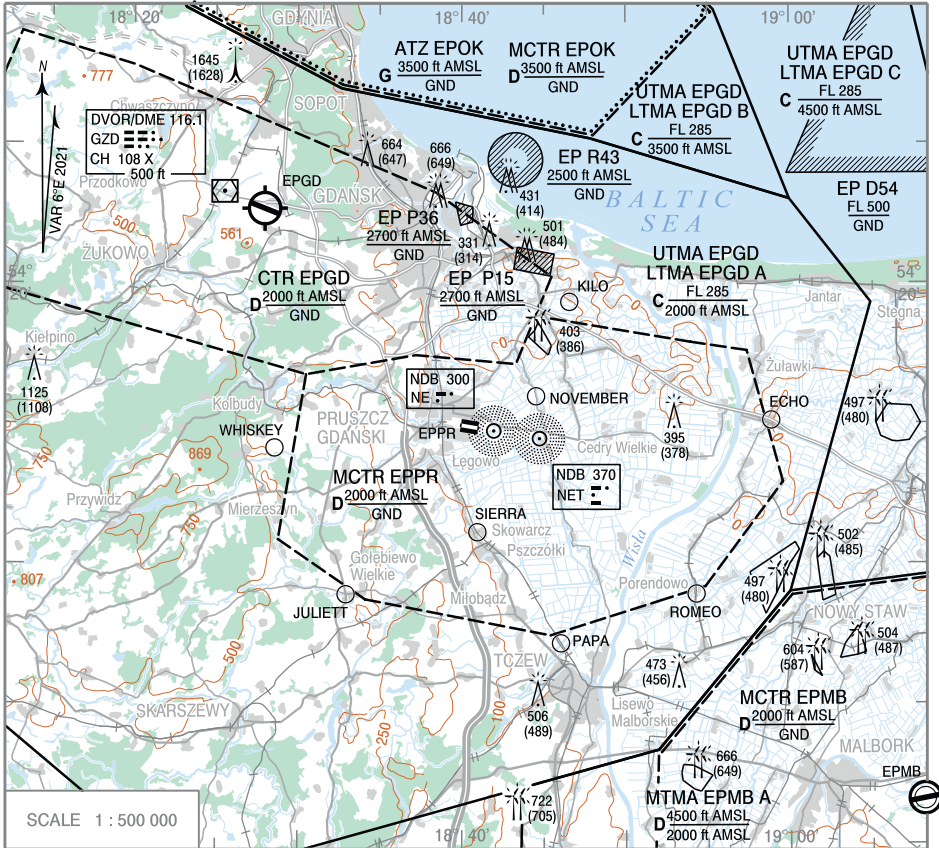 18°20'
18°40'
19°00'
GDYNIA
1645
(1628)
777
ATZ EPOK
G 3500 ft AMSL
GND
MCTR EPOK
D 3500 ft AMSL
GND
UTMA EPGD
LTMA EPGD C
C FL 285
4500 ft AMSL
UTMA EPGD
LTMA EPGD B
C FL 285
3500 ft AMSL
N
VAR 6°E 2021
Chwaszczyno
SOPOT
DVOR/DME 116.1
GZD
CH 108 X
500 ft
664
(647)
666
(649)
EP R43
2500 ft AMSL
GND
EP D54
FL 500
GND
Przodkowo
EPGD
GDAŃSK
431
(414)
BALTIC
SEA
500
561
EP P36
2700 ft AMSL
GND
331
(314)
501
(484)
ŻUKOWO
CTR EPGD
D 2000 ft AMSL
GND
EP P15
2700 ft AMSL
GND
UTMA EPGD
LTMA EPGD A
C FL 285
2000 ft AMSL
54°
20'
54°
20'
KILO
Jantar
Stegna
Kiełpino
0
403
(386)
0
1125
(1108)
Żuławki
NDB 300
NE
NOVEMBER
ECHO
497
(480)
Kolbudy
PRUSZCZ
GDAŃSKI
395
(378)
WHISKEY
EPPR
Cedry Wielkie
750
869
Łęgowo
MCTR EPPR
D 2000 ft AMSL
GND
NDB 370
NET
Przywidz
Mierzeszyn
750
SIERRA
Skowarcz
0
502
(485)
Pszczółki
Wisła
Gołębiewo
Wielkie
807
Porendowo
497
(480)
JULIETT
Miłobądz
ROMEO
NOWY STAW
PAPA
604
(587)
504
(487)
500
TCZEW
473
(456)
SKARSZEWY
100
506
(489)
Lisewo
Malborskie
MCTR EPMB
D 2000 ft AMSL
GND
250
666
(649)
MALBORK
EPMB
SCALE 1 : 500 000
722
(705)
MTMA EPMB A
D 4500 ft AMSL
2000 ft AMSL
18°40'
19°00'